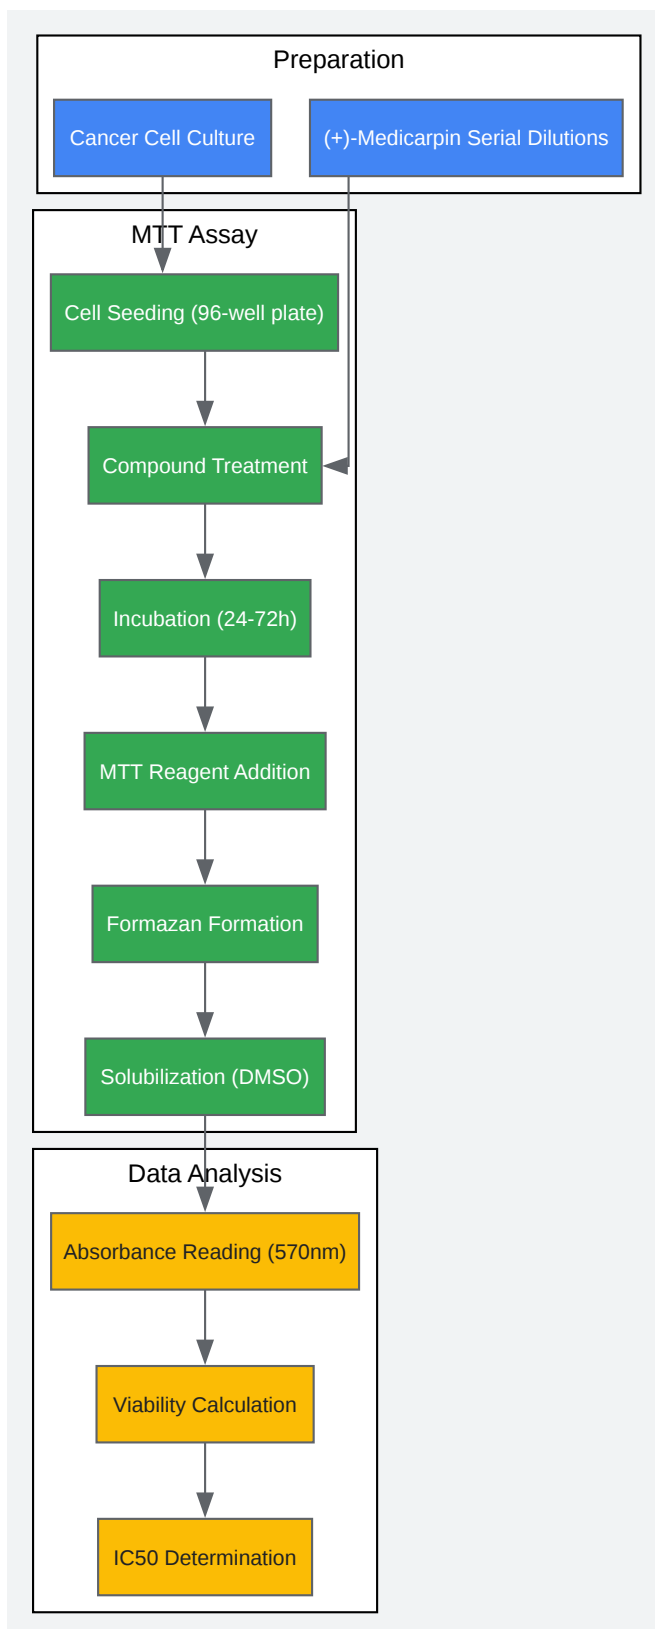 Preparation
Cancer Cell Culture
(+)-Medicarpin Serial Dilutions
MTT Assay
Cell Seeding (96-well plate)
Compound Treatment
Incubation (24-72h)
MTT Reagent Addition
Formazan Formation
Solubilization (DMSO)
Data Analysis
Absorbance Reading (570nm)
Viability Calculation
IC50 Determination